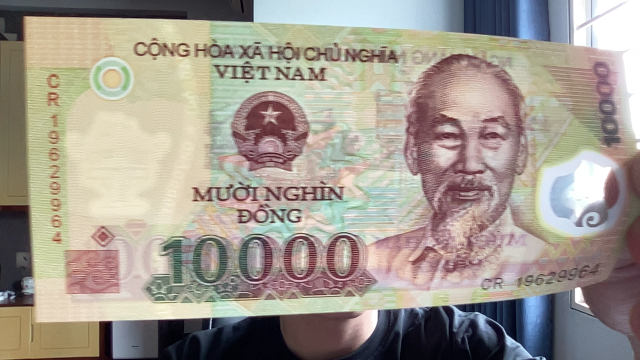 CỘNG HÒA XÃ HỘI CHỦ NGHĨA
VIỆT NAM
CR 19629964
MƯỜI NGHÌN
ĐỒNG
10000
10000
CR 19629964